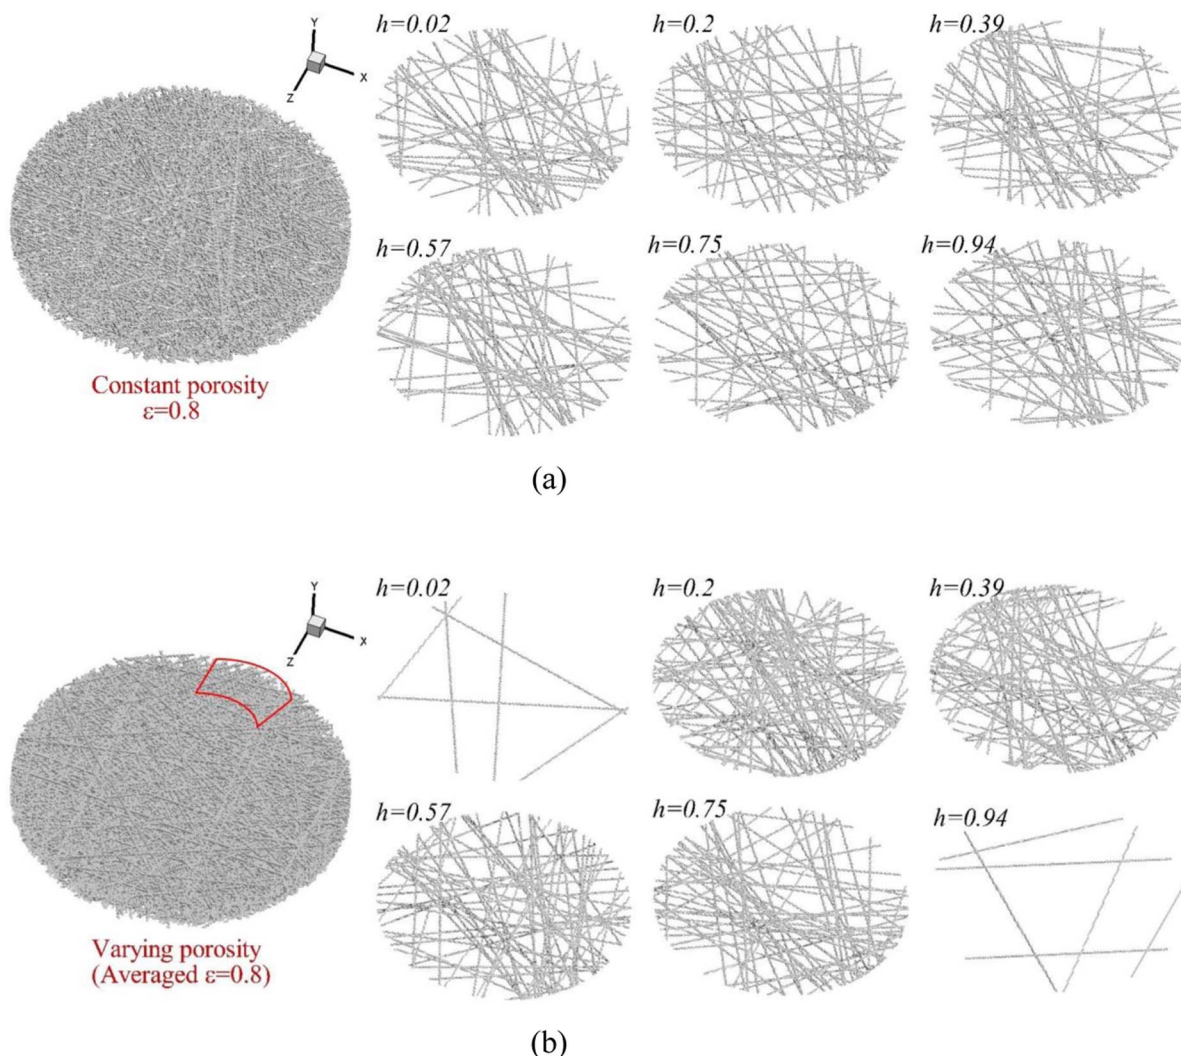 Y
X
Z
h=0.02
h=0.2
h=0.39
h=0.57
h=0.75
h=0.94
Constant porosity
ε=0.8
(a)
Y
X
Z
h=0.02
h=0.2
h=0.39
h=0.57
h=0.75
h=0.94
Varying porosity
(Averaged ε=0.8)
(b)